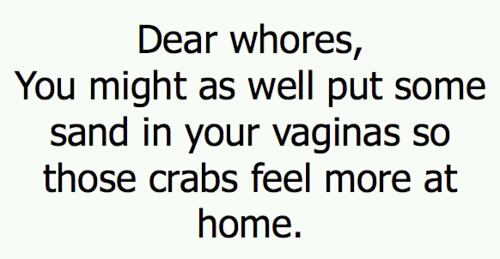 Dear whores,
You might as well put some
sand in your vaginas so
those crabs feel more at
home.